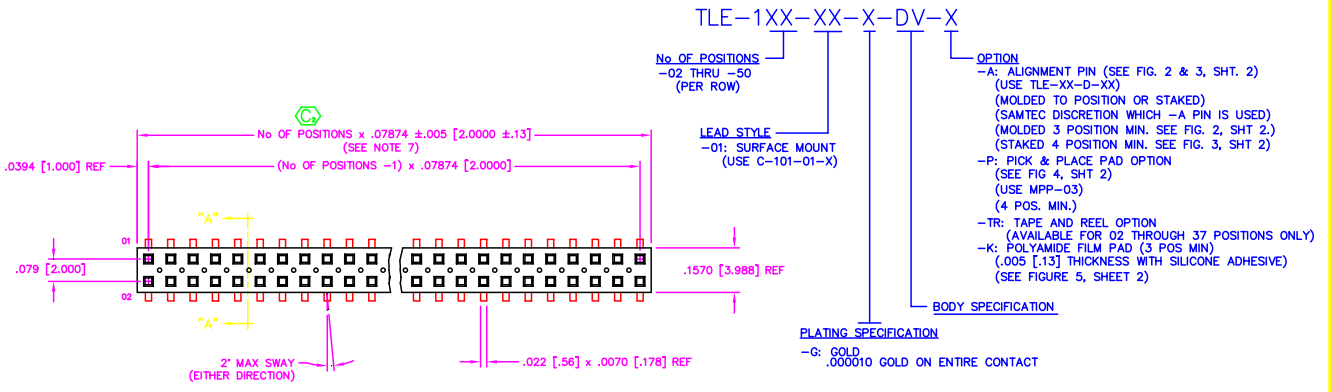 TLE-1XX-XX-X-DV-X
No OF POSITIONS
-02 THRU -50
(PER ROW)
LEAD STYLE
-01: SURFACE MOUNT
(USE C-101-01-X)
OPTION
-A: ALIGNMENT PIN (SEE FIG. 2 & 3, SHT. 2)
(USE TLE-XX-D-XX)
(MOLDED TO POSITION OR STAKED)
(SAMTEC DISCRETION WHICH -A PIN IS USED)
(MOLDED 3 POSITION MIN. SEE FIG. 2, SHT 2.)
(STAKED 4 POSITION MIN. SEE FIG. 3, SHT 2)
-P: PICK & PLACE PAD OPTION
(SEE FIG 4, SHT 2)
(USE MPP-03)
(4 POS. MIN.)
-TR: TAPE AND REEL OPTION
(AVAILABLE FOR 02 THROUGH 37 POSITIONS ONLY)
-K: POLYAMIDE FILM PAD (3 POS MIN)
(.005 [.13] THICKNESS WITH SILICONE ADHESIVE)
(SEE FIGURE 5, SHEET 2)
BODY SPECIFICATION
PLATING SPECIFICATION
-G: GOLD
.000010 GOLD ON ENTIRE CONTACT
C2
No OF POSITIONS x .07874 ±.005 [2.0000 ±.13]
(SEE NOTE 7)
.0394 [1.000] REF
(No OF POSITIONS -1) x .07874 [2.0000]
"A"
01
.079 [2.000]
.1570 [3.988] REF
02
"A"
2° MAX SWAY
(EITHER DIRECTION)
.022 [.56] x .0070 [.178] REF